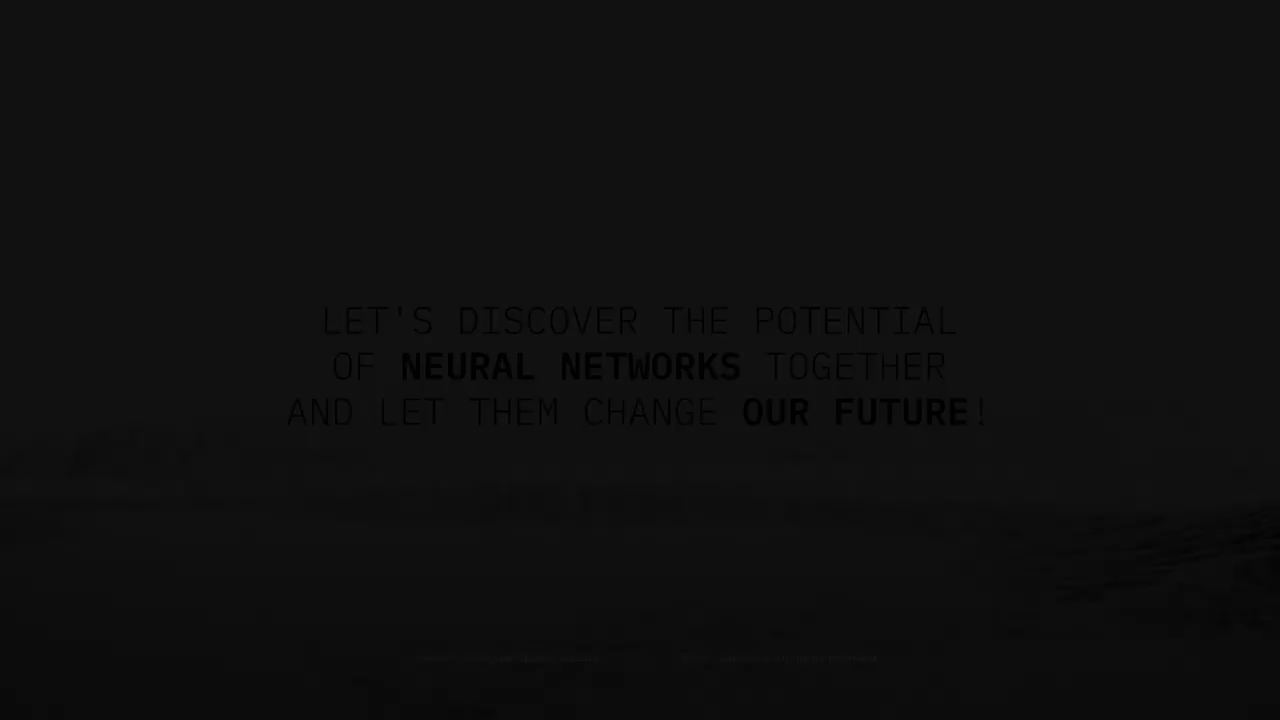 LET'S DISCOVER THE POTENTIAL
OF NEURAL NETWORKS TOGETHER
AND LET THEM CHANGE OUR FUTURE!